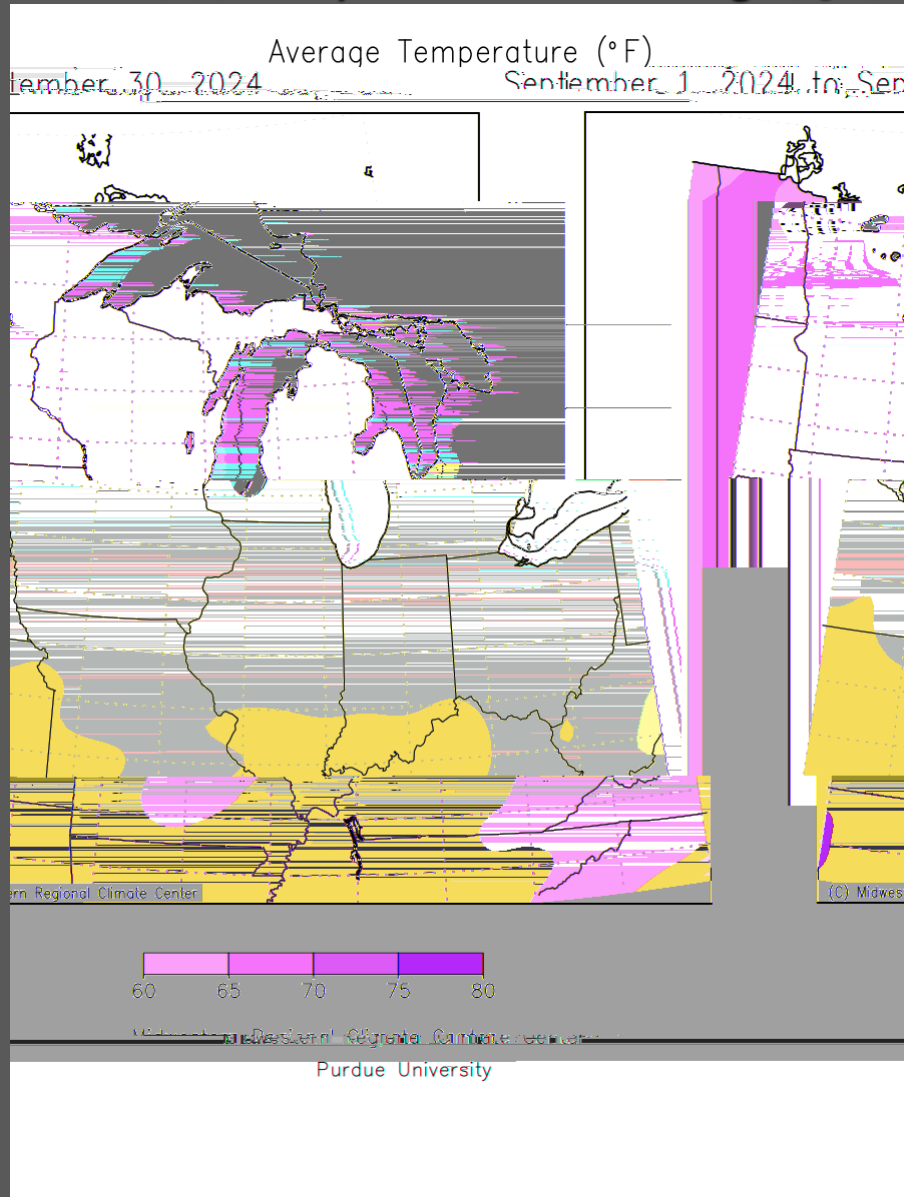 Average Temperature (°F)
tember 30, 2024 September 1, 2024 to Sep
ern Regional Climate Center
(C) Midwes
60 65 70 75 80
Purdue University